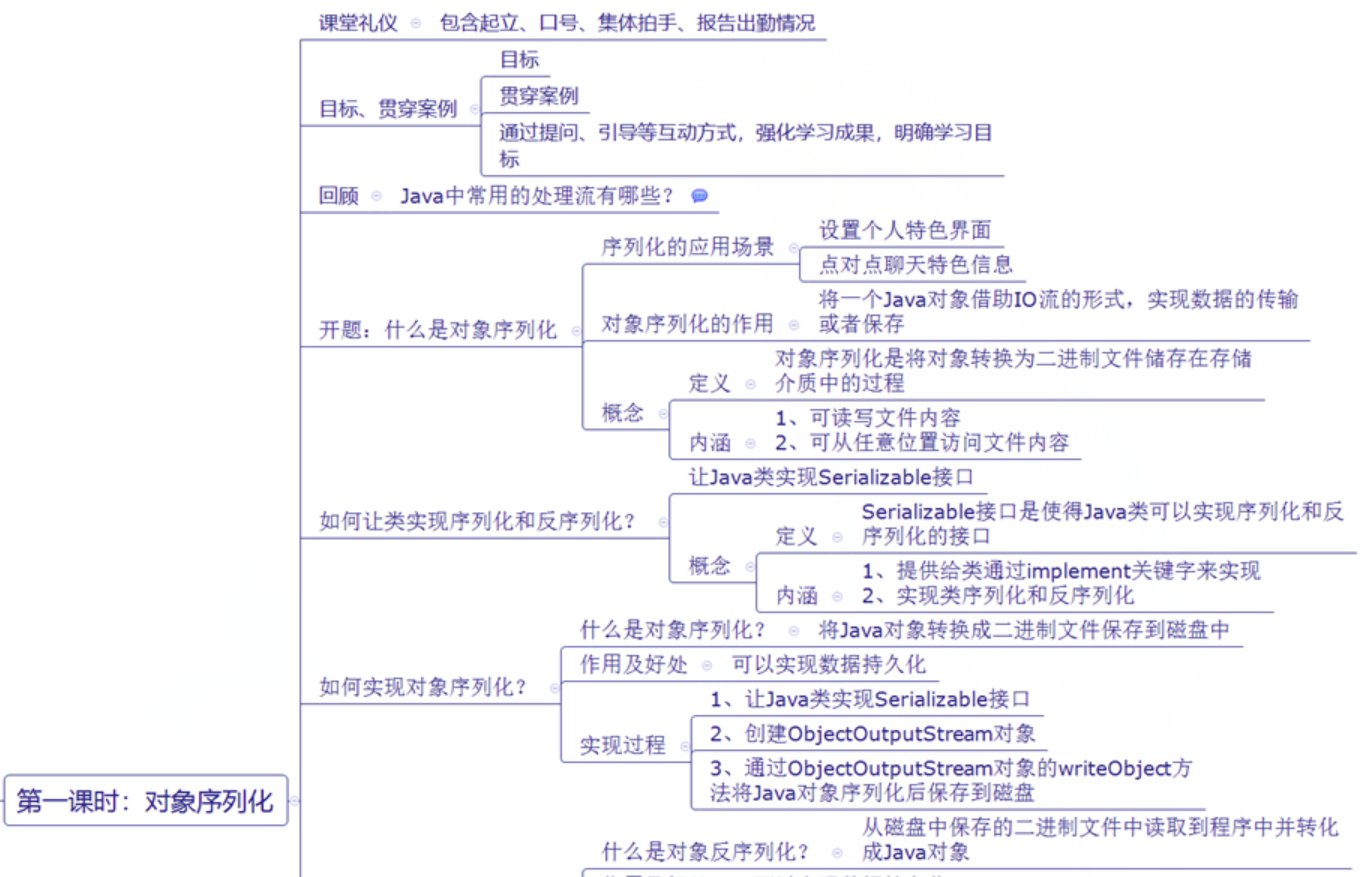 课堂礼仪 包含起立、口号、集体拍手、报告出勤情况
目标
目标、贯穿案例
贯穿案例
通过提问、引导等互动方式，强化学习成果，明确学习目
标
回顾 Java中常用的处理流有哪些？
设置个人特色界面
序列化的应用场景
点对点聊天特色信息
将一个Java对象借助IO流的形式，实现数据的传输
对象序列化的作用 或者保存
开题：什么是对象序列化
对象序列化是将对象转换为二进制文件储存在存储
定义 介质中的过程
概念
1、可读写文件内容
内涵 2、可从任意位置访问文件内容
让Java类实现Serializable接口
如何让类实现序列化和反序列化？
Serializable接口是使得Java类可以实现序列化和反
定义 序列化的接口
概念
1、提供给类通过implement关键字来实现
内涵 2、实现类序列化和反序列化
什么是对象序列化？ 将Java对象转换成二进制文件保存到磁盘中
作用及好处 可以实现数据持久化
如何实现对象序列化？
1、让Java类实现Serializable接口
2、创建ObjectOutputStream对象
实现过程
3、通过ObjectOutputStream对象的writeObject方
法将Java对象序列化后保存到磁盘
第一课时：对象序列化
从磁盘中保存的二进制文件中读取到程序中并转化
什么是对象反序列化？ 成Java对象